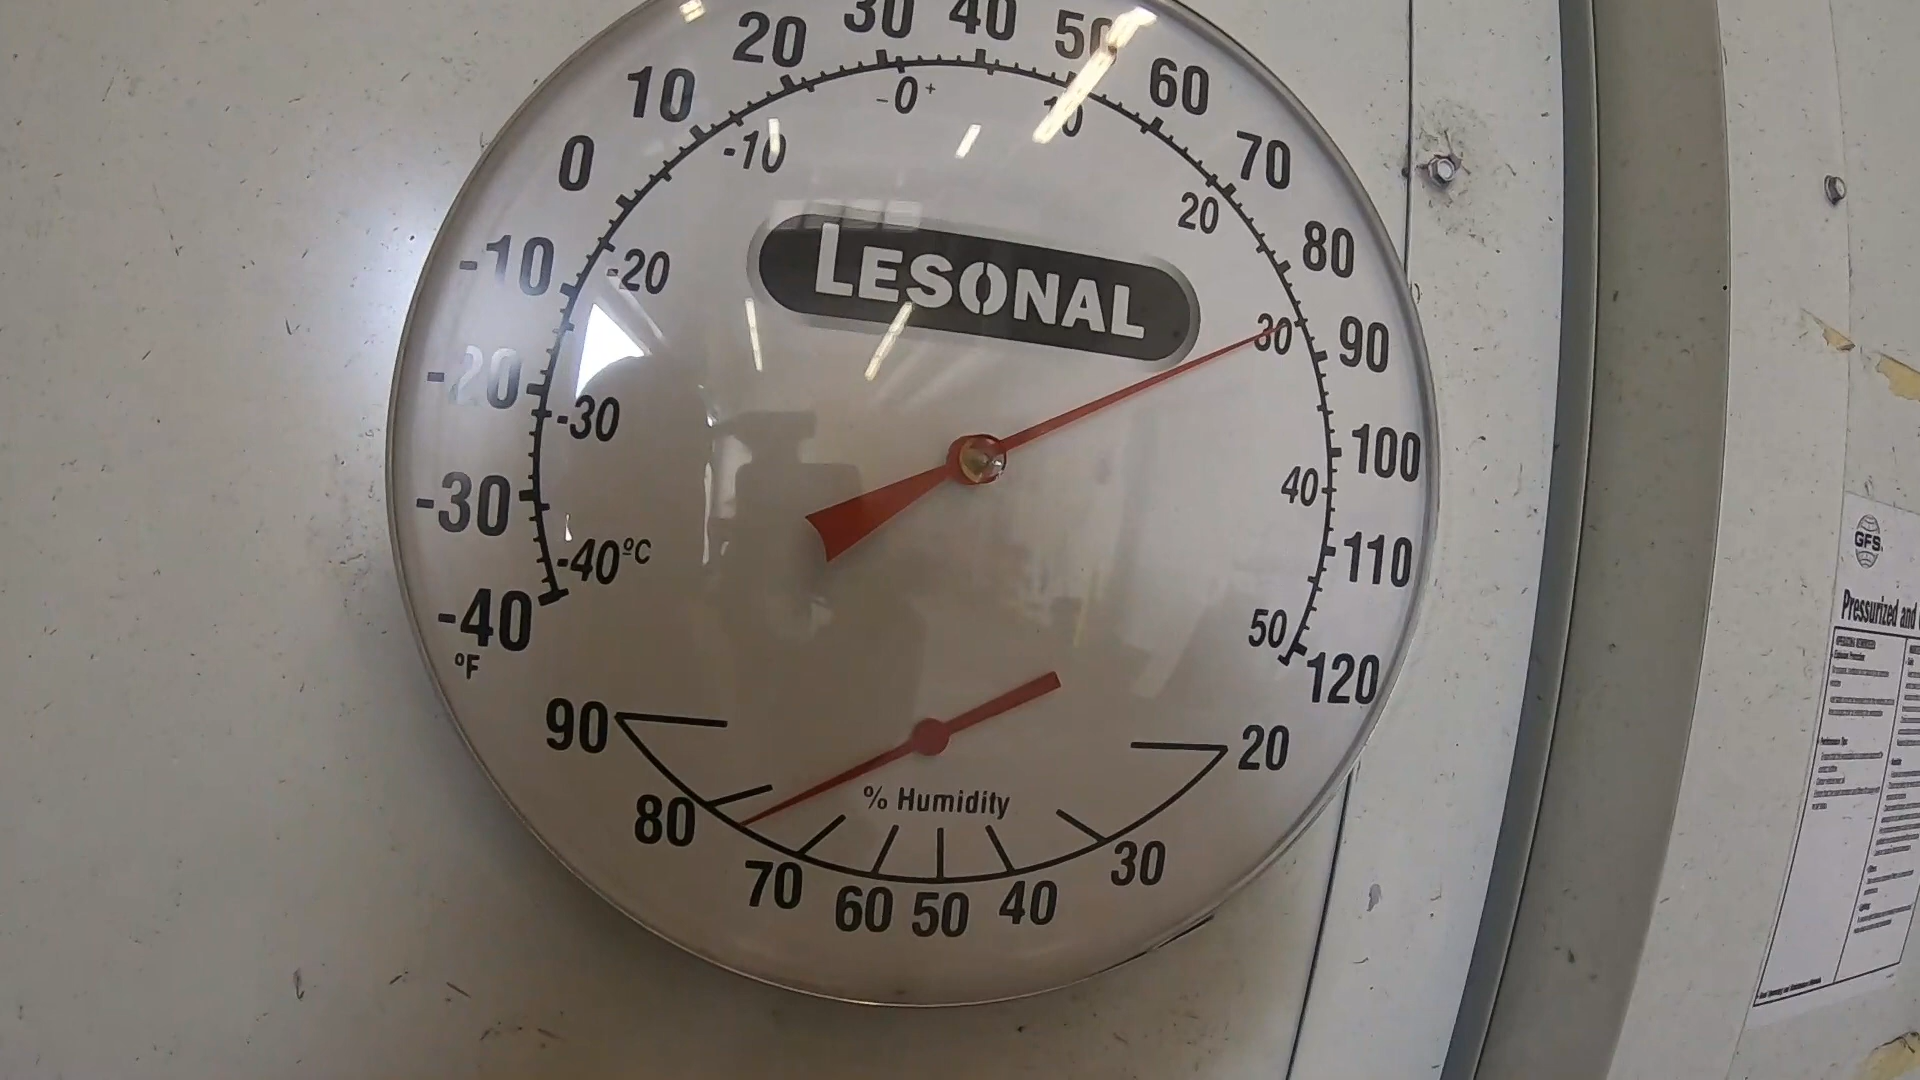 30 40
20 50
10 60
-0+
10
0 -10 70
20
-10 -20 80
LESONAL
30 90
-20 -30
100
-30 40
-40ºC 110
-40 50
ºF 120
90 20
% Humidity
80 30
70 60 50 40
GFS
Pressurized and